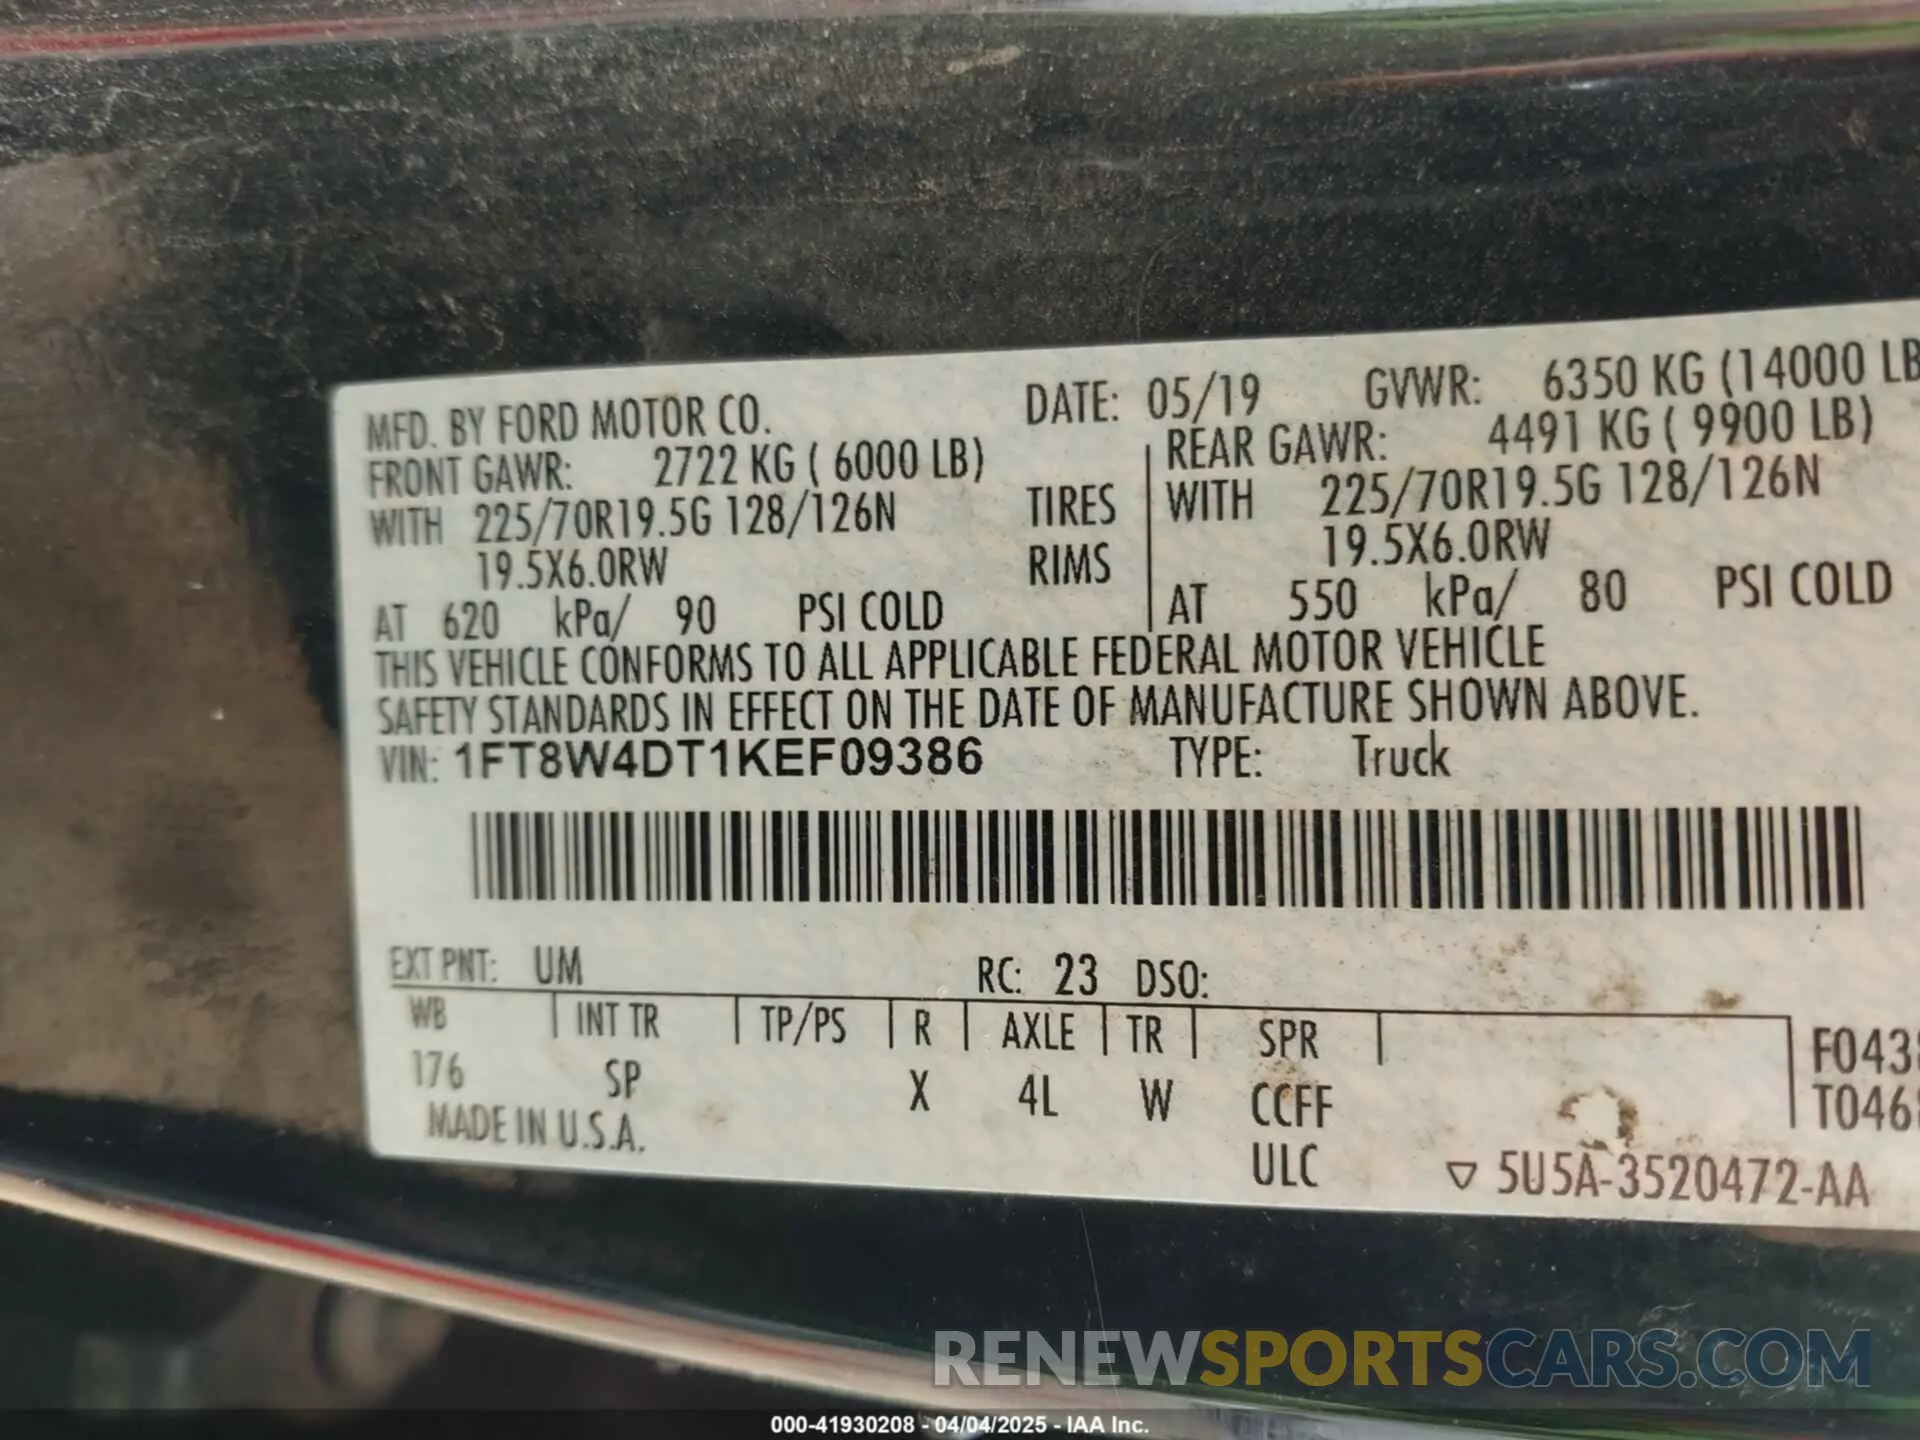 MFD. BY FORD MOTOR CO. DATE: 05/19 GVWR: 6350 KG (14000 LB
FRONT GAWR: 2722 KG ( 6000 LB) REAR GAWR: 4491 KG ( 9900 LB)
WITH 225/70R19.5G 128/126N TIRES WITH 225/70R19.5G 128/126N
19.5X6.0RW RIMS 19.5X6.0RW
AT 620 kPa/ 90 PSI COLD AT 550 kPa/ 80 PSI COLD
THIS VEHICLE CONFORMS TO ALL APPLICABLE FEDERAL MOTOR VEHICLE
SAFETY STANDARDS IN EFFECT ON THE DATE OF MANUFACTURE SHOWN ABOVE.
VIN: 1FT8W4DT1KEF09386 TYPE: Truck
EXT PNT: UM RC: 23 DSO:
WB INT TR TP/PS R AXLE TR SPR
176 SP X 4L W CCFF
MADE IN U.S.A. ULC
▽ 5U5A-3520472-AA
RENEWSPORTSCARS.COM
000-41930208 - 04/04/2025 - IAA Inc.